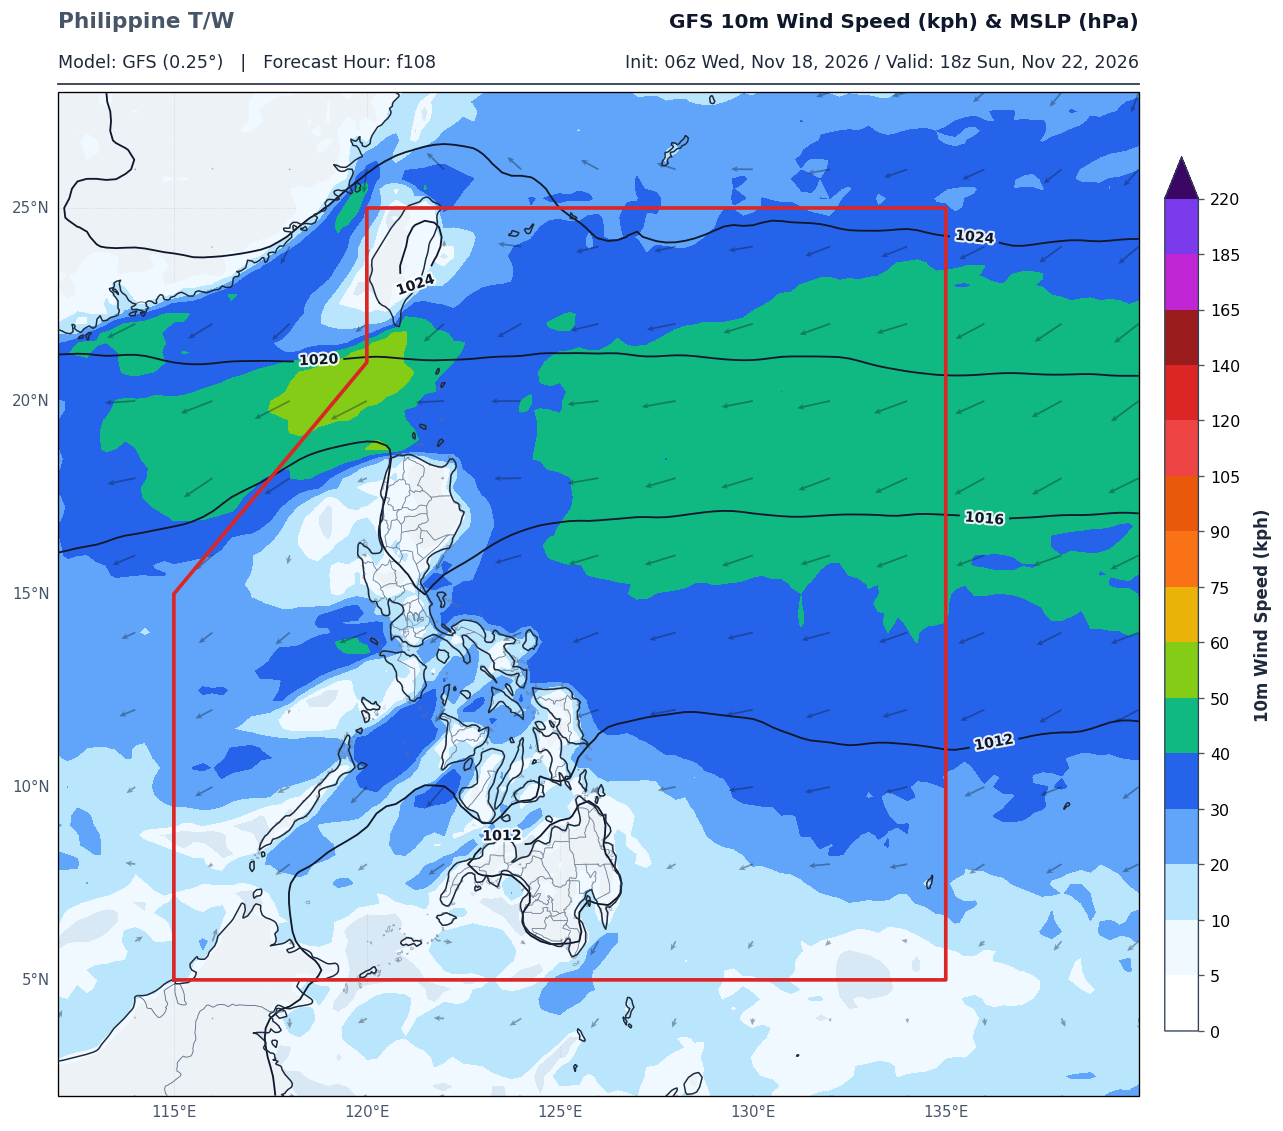 Philippine T/W
GFS 10m Wind Speed (kph) & MSLP (hPa)
Model: GFS (0.25°)   |   Forecast Hour: f108
Init: 06z Wed, Nov 18, 2026 / Valid: 18z Sun, Nov 22, 2026
25°N
20°N
15°N
10°N
5°N
115°E
120°E
125°E
130°E
135°E
1024
1024
1020
1016
1012
1012
220
185
165
140
120
105
90
75
60
50
40
30
20
10
5
0
10m Wind Speed (kph)